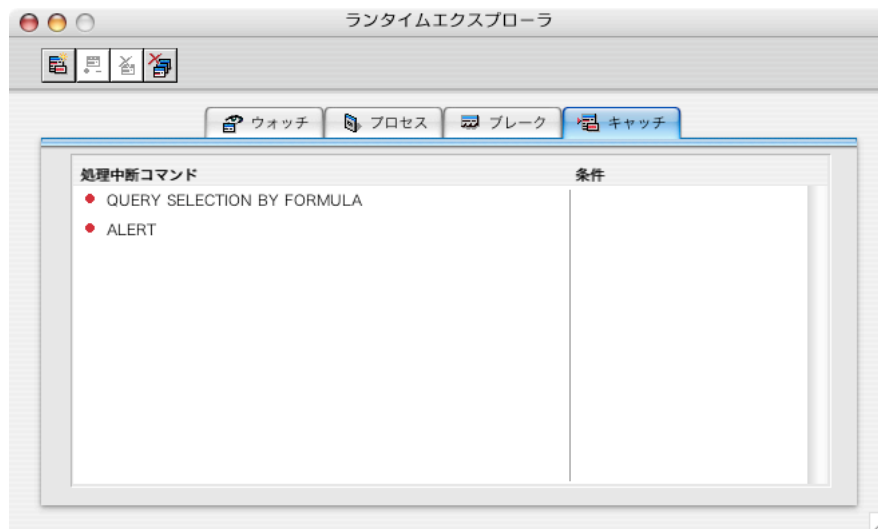 ランタイムエクスプローラ
ウォッチ
プロセス
ブレーク
キャッチ
処理中断コマンド
条件
QUERY SELECTION BY FORMULA
ALERT